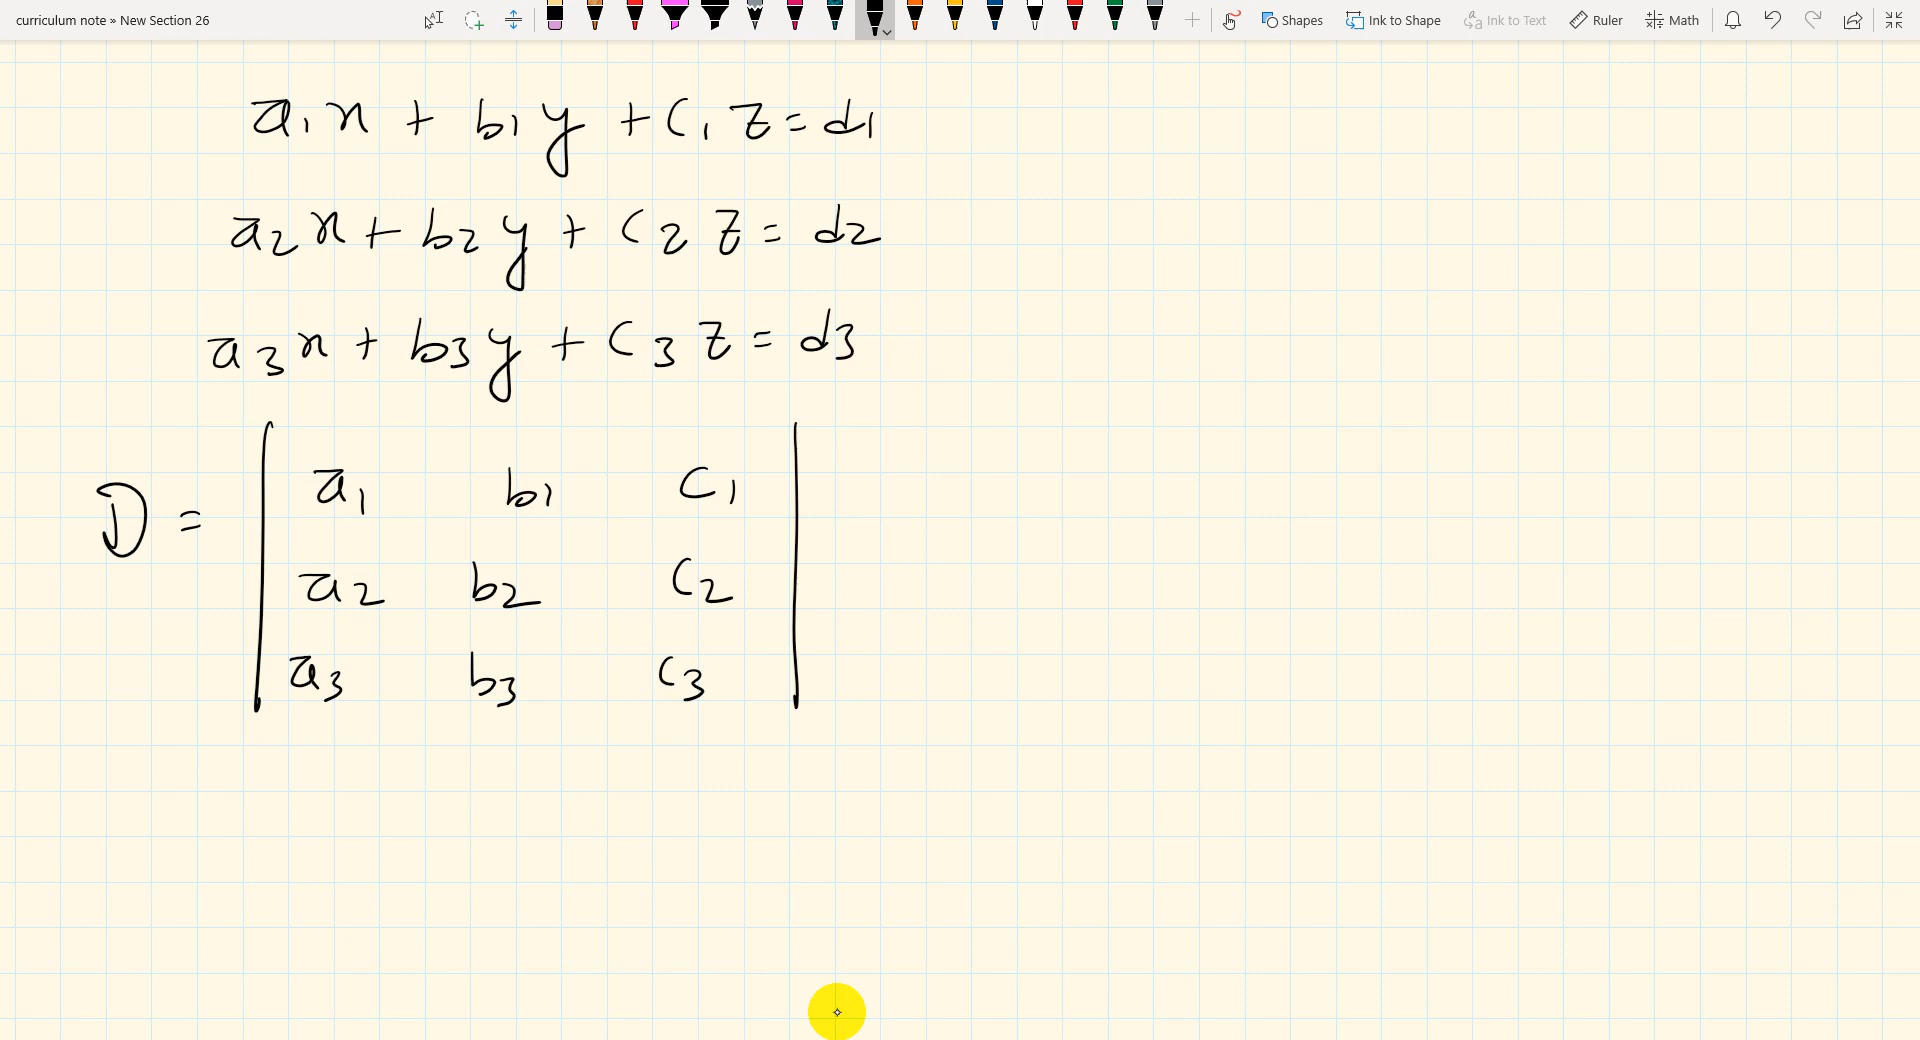 curriculum note » New Section 26
Shapes Ink to Shape Ink to Text Ruler Math
a1x + b1y + c1z = d1
a2x + b2y + c2z = d2
a3x + b3y + c3z = d3
D = | a1 b1 c1 |
| a2 b2 c2 |
| a3 b3 c3 |